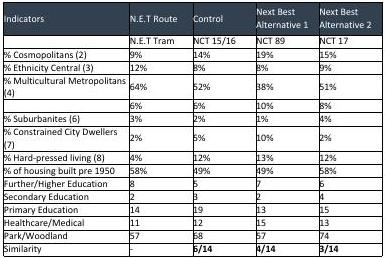 Indicators N.E.T Route Control Next Best Alternative 1 Next Best Alternative 2
N.E.T Tram NCT 15/16 NCT 89 NCT 17
% Cosmopolitans (2) 9% 14% 19% 15%
% Ethnicity Central (3) 12% 8% 8% 9%
% Multicultural Metropolitans (4) 64% 52% 38% 51%
6% 6% 10% 8%
% Suburbanites (6) 3% 2% 1% 4%
% Constrained City Dwellers (7) 2% 5% 10% 2%
% Hard-pressed living (8) 4% 12% 13% 12%
% of housing built pre 1950 58% 49% 49% 58%
Further/Higher Education 8 5 7 6
Secondary Education 2 3 2 4
Primary Education 14 19 13 15
Healthcare/Medical 11 12 15 13
Park/Woodland 57 68 57 74
Similarity - 6/14 4/14 3/14